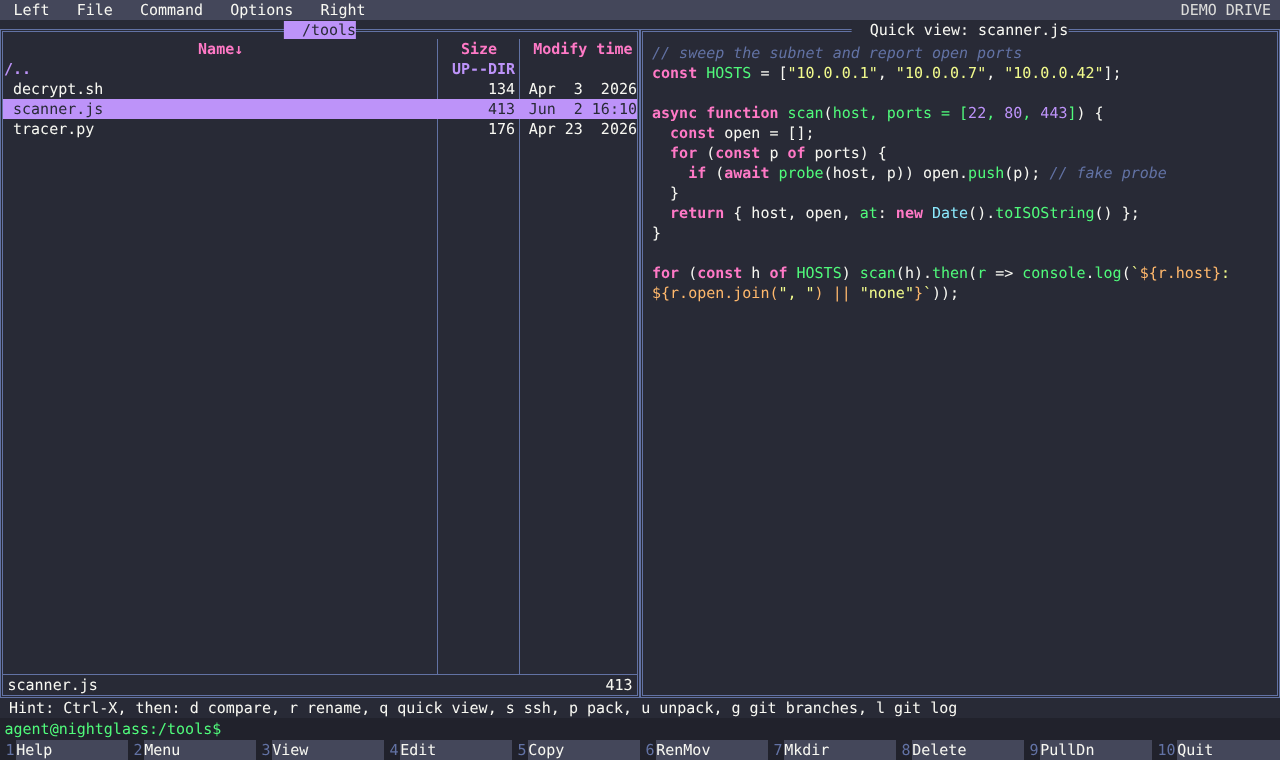 Left File Command Options Right DEMO DRIVE
/tools
Name↓ Size Modify time
/.. UP--DIR
decrypt.sh 134 Apr 3 2026
scanner.js 413 Jun 2 16:10
tracer.py 176 Apr 23 2026
scanner.js 413
Quick view: scanner.js
// sweep the subnet and report open ports
const HOSTS = ["10.0.0.1", "10.0.0.7", "10.0.0.42"];
async function scan(host, ports = [22, 80, 443]) {
const open = [];
for (const p of ports) {
if (await probe(host, p)) open.push(p); // fake probe
}
return { host, open, at: new Date().toISOString() };
}
for (const h of HOSTS) scan(h).then(r => console.log(`${r.host}:
${r.open.join(", ") || "none"}`));
Hint: Ctrl-X, then: d compare, r rename, q quick view, s ssh, p pack, u unpack, g git branches, l git log
agent@nightglass:/tools$
1Help 2Menu 3View 4Edit 5Copy 6RenMov 7Mkdir 8Delete 9PullDn 10Quit